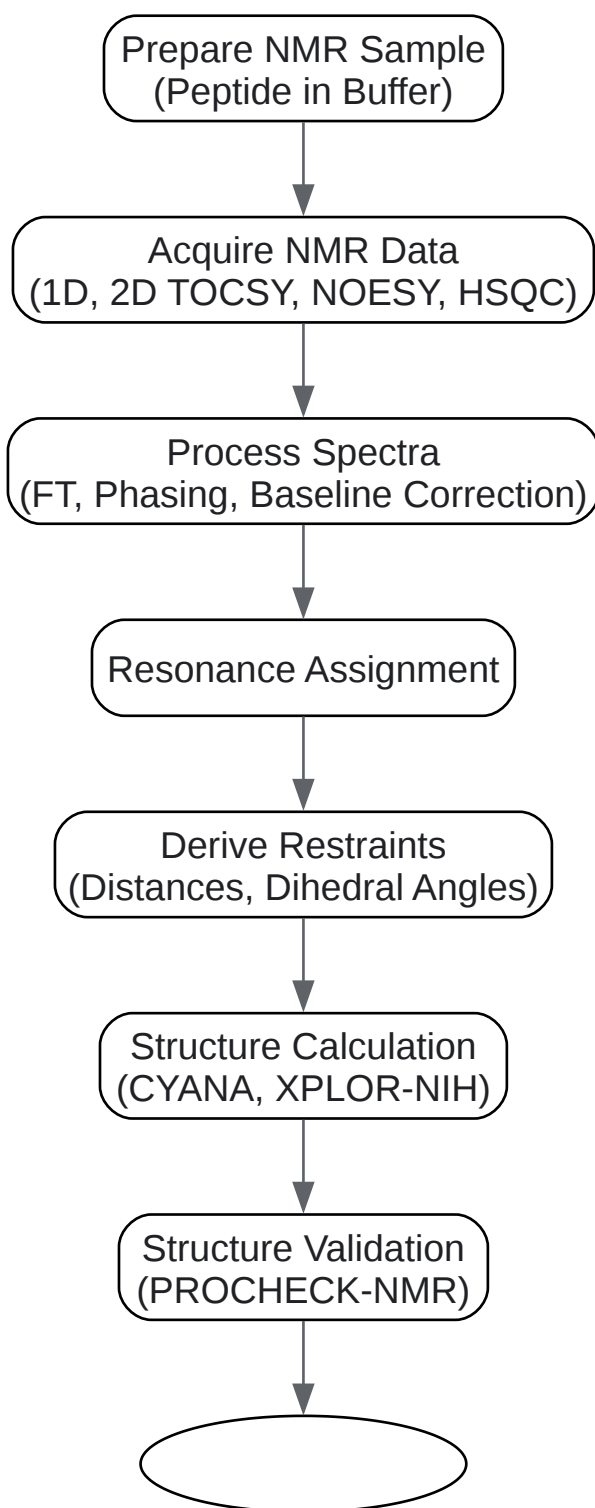 Prepare NMR Sample
(Peptide in Buffer)
Acquire NMR Data
(1D, 2D TOCSY, NOESY, HSQC)
Process Spectra
(FT, Phasing, Baseline Correction)
Resonance Assignment
Derive Restraints
(Distances, Dihedral Angles)
Structure Calculation
(CYANA, XPLOR-NIH)
Structure Validation
(PROCHECK-NMR)